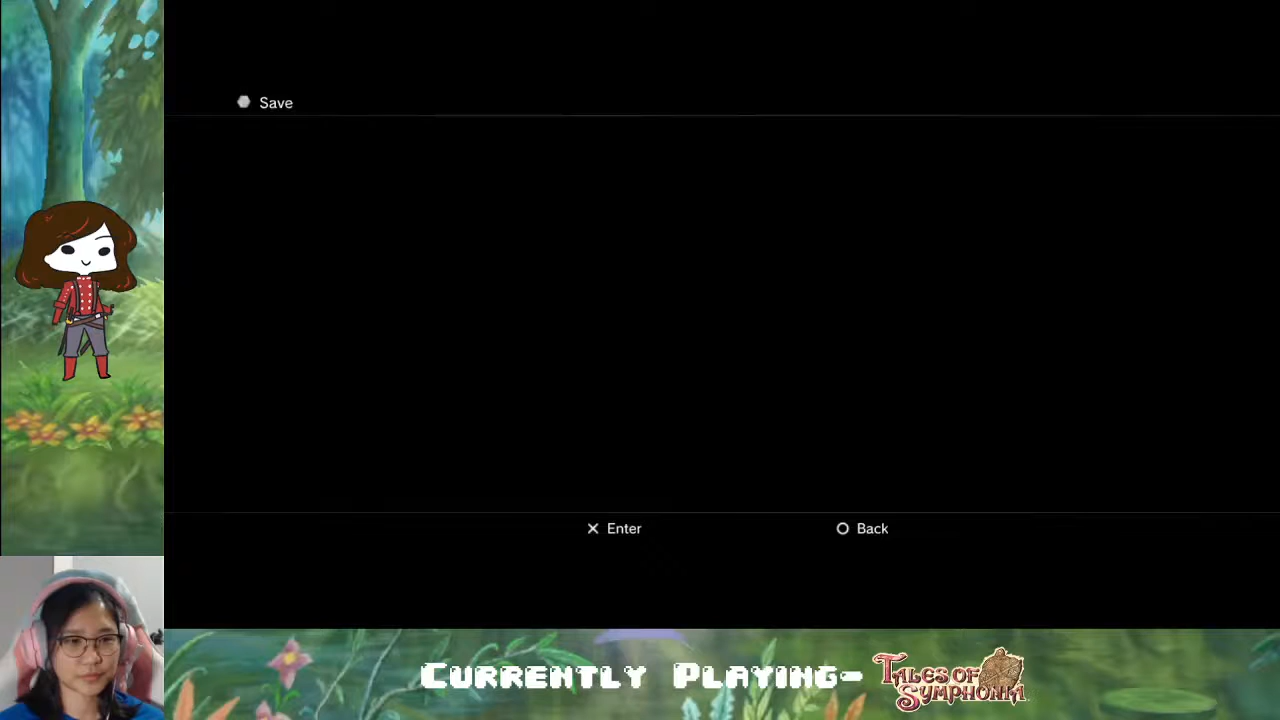 Save
Enter
Back
Currently Playing-
Tales of
Symphonia